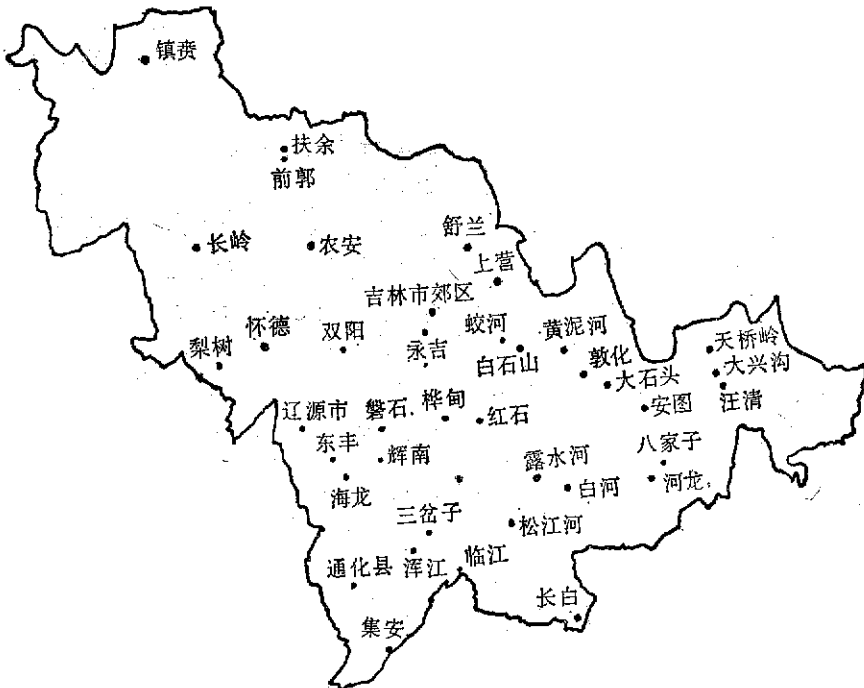 镇赉
扶余
前郭
长岭
农安
舒兰
上营
吉林市郊区
怀德
双阳
永吉
蛟河
黄泥河
天桥岭
梨树
白石山
敦化
大兴沟
大石头
汪清
辽源市
磐石
桦甸
红石
安图
东丰
辉南
露水河
八家子
海龙
白河
河龙
三岔子
松江河
通化县
浑江
临江
长白
集安